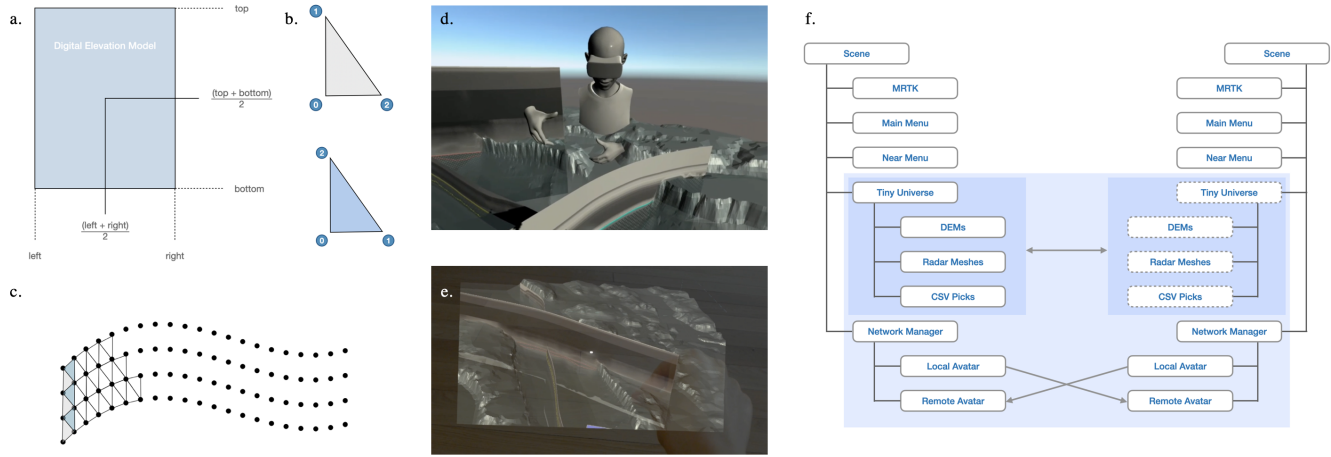 a.
top
Digital Elevation Model
(top + bottom)
2
bottom
(left + right)
2
left
right
b.
1
0
2
2
0
1
c.
d.
e.
f.
Scene
MRTK
Main Menu
Near Menu
Tiny Universe
DEMs
Radar Meshes
CSV Picks
Network Manager
Local Avatar
Remote Avatar
Scene
MRTK
Main Menu
Near Menu
Tiny Universe
DEMs
Radar Meshes
CSV Picks
Network Manager
Local Avatar
Remote Avatar